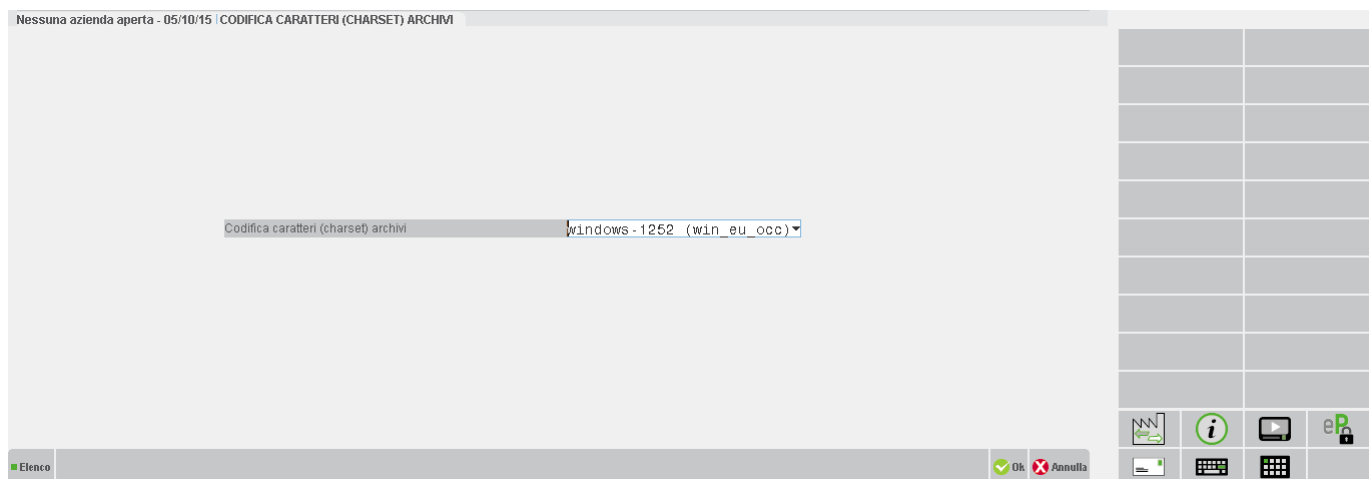 Nessuna azienda aperta - 05/10/15 | CODIFICA CARATTERI (CHARSET) ARCHIVI
Codifica caratteri (charset) archivi windows-1252 (win_eu_occ)
eP
Elenco Ok Annulla